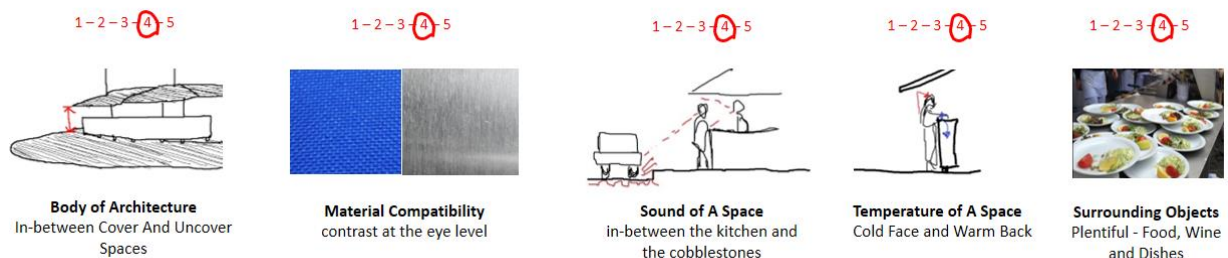 1 – 2 – 3 – 4 – 5
1 – 2 – 3 – 4 – 5
1 – 2 – 3 – 4 – 5
1 – 2 – 3 – 4 – 5
1 – 2 – 3 – 4 – 5
Body of Architecture
In-between Cover And Uncover
Spaces
Material Compatibility
contrast at the eye level
Sound of A Space
in-between the kitchen and
the cobblestones
Temperature of A Space
Cold Face and Warm Back
Surrounding Objects
Plentiful - Food, Wine
and Dishes